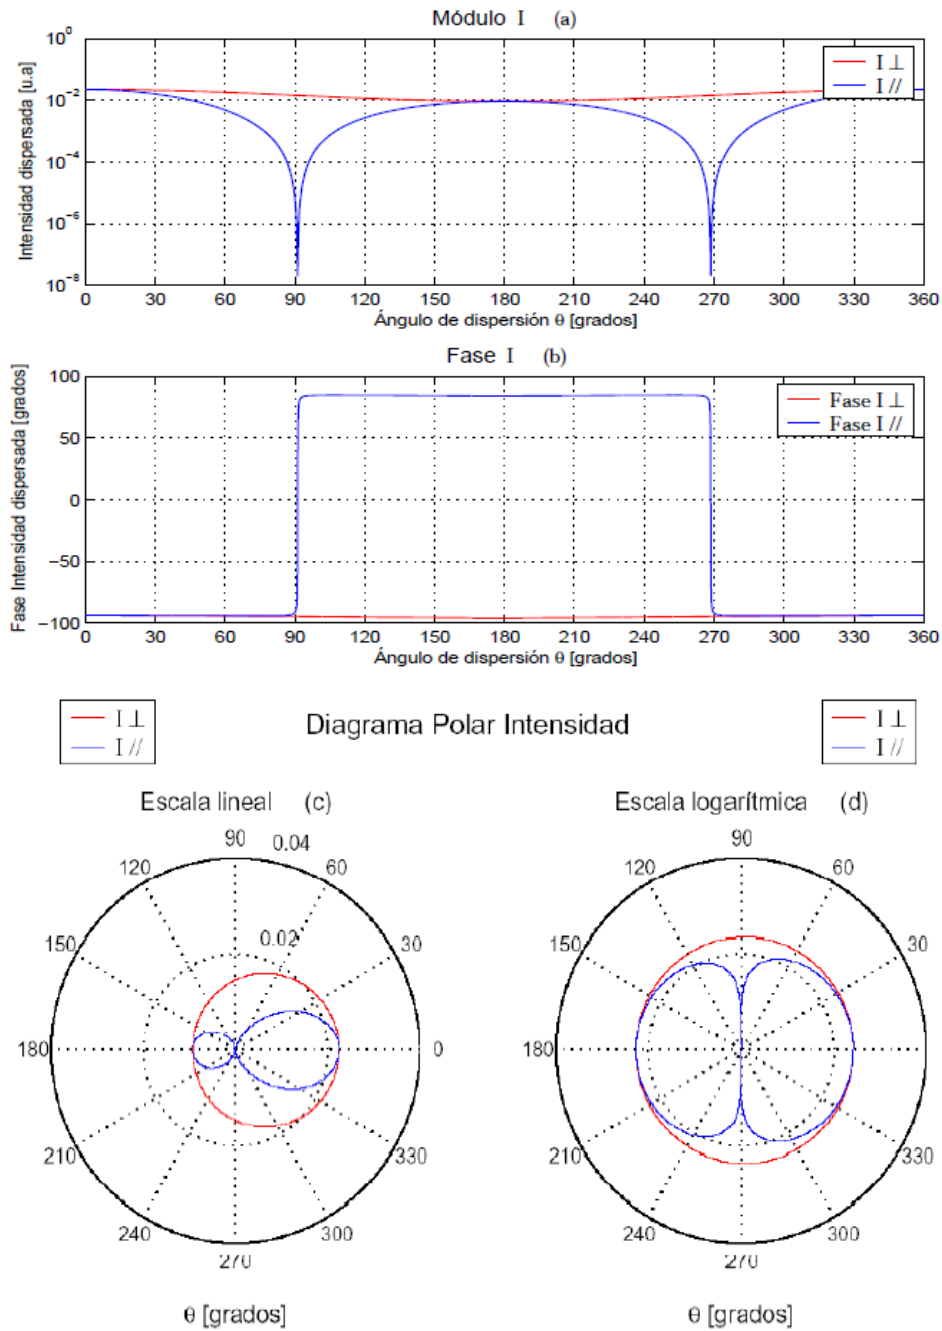 Módulo I (a)
Intensidad dispersada [u.a]
10^0
10^-2
10^-4
10^-6
10^-8
I ⊥
I //
0 30 60 90 120 150 180 210 240 270 300 330 360
Ángulo de dispersión θ [grados]
Fase I (b)
Fase Intensidad dispersada [grados]
100
50
0
−50
−100
Fase I ⊥
Fase I //
0 30 60 90 120 150 180 210 240 270 300 330 360
Ángulo de dispersión θ [grados]
I ⊥
I //
Diagrama Polar Intensidad
I ⊥
I //
Escala lineal (c)
90 0.04
120 60
0.02
150 30
180 0
210 330
240 300
270
θ [grados]
Escala logarítmica (d)
90
120 60
150 30
180 0
210 330
240 300
270
θ [grados]